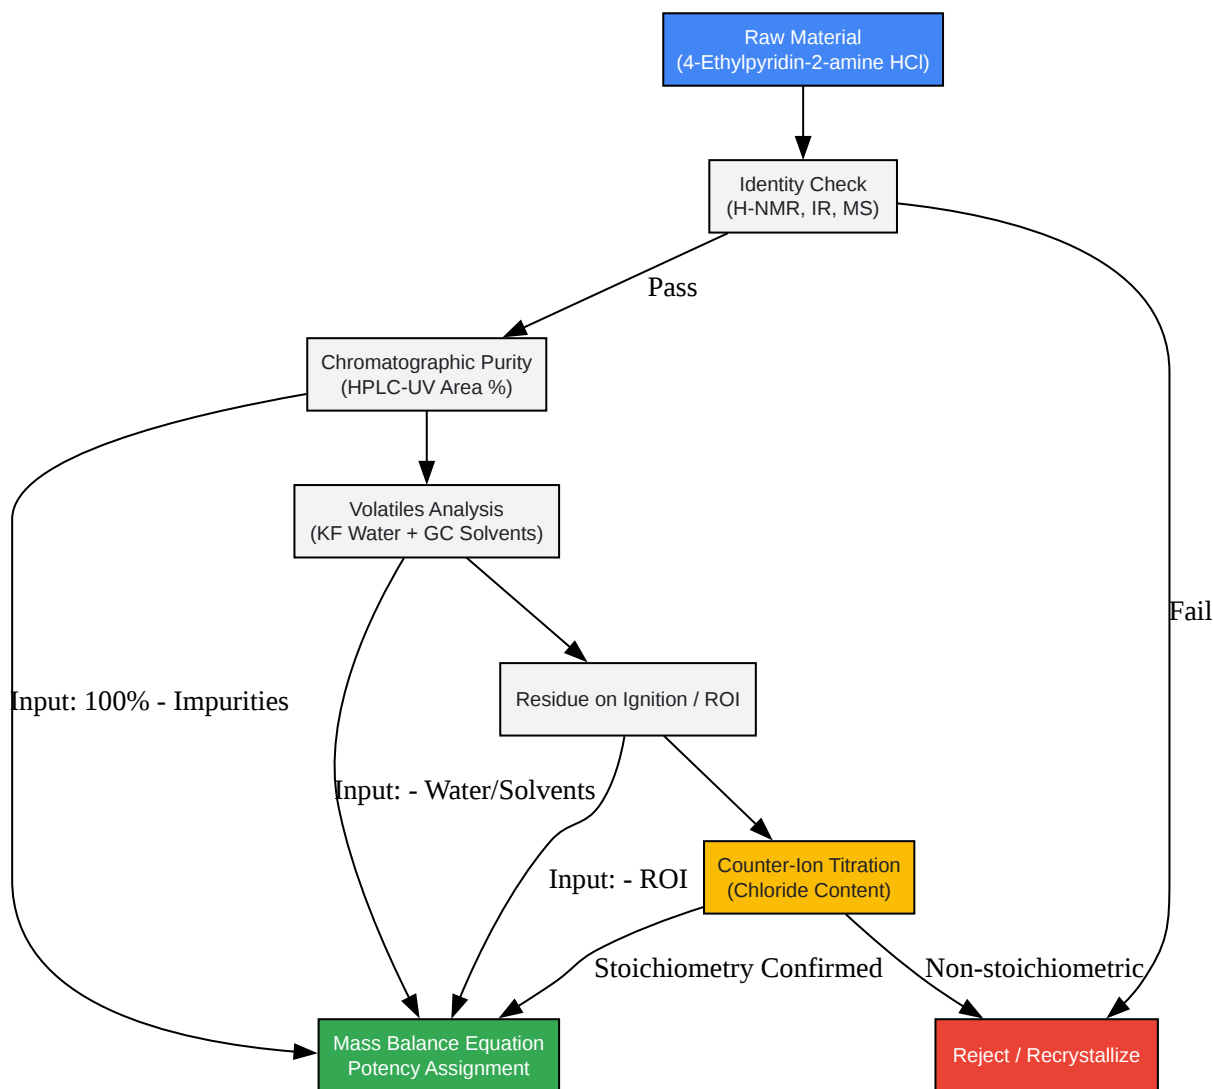 Raw Material
(4-Ethylpyridin-2-amine HCl)
Identity Check
(H-NMR, IR, MS)
Pass
Chromatographic Purity
(HPLC-UV Area %)
Volatiles Analysis
(KF Water + GC Solvents)
Fail
Residue on Ignition / ROI
Input: 100% - Impurities
Input: - Water/Solvents
Counter-Ion Titration
(Chloride Content)
Input: - ROI
Stoichiometry Confirmed
Non-stoichiometric
Mass Balance Equation
Potency Assignment
Reject / Recrystallize